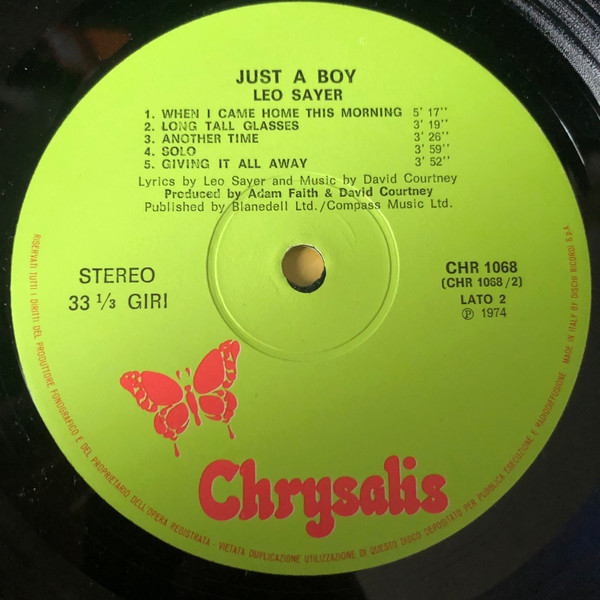 JUST A BOY
LEO SAYER
1. WHEN I CAME HOME THIS MORNING 5' 17''
2. LONG TALL GLASSES 3' 19''
3. ANOTHER TIME 3' 26''
4. SOLO 3' 59''
5. GIVING IT ALL AWAY 3' 52''
Lyrics by Leo Sayer and Music by David Courtney
Produced by Adam Faith & David Courtney
Published by Blanedell Ltd./Compass Music Ltd.
STEREO
33 1/3 GIRI
CHR 1068
(CHR 1068/2)
LATO 2
℗ 1974
Chrysalis
RISERVATI TUTTI I DIRITTI DEL PRODUTTORE FONOGRAFICO E DEL PROPRIETARIO DELL'OPERA REGISTRATA - VIETATA DUPLICAZIONE UTILIZZAZIONE DI QUESTO DISCO DEPOSITATO PER PUBBLICA ESECUZIONE E RADIODIFFUSIONE MADE IN ITALY BY DISCHI RICORDI S.p.A.